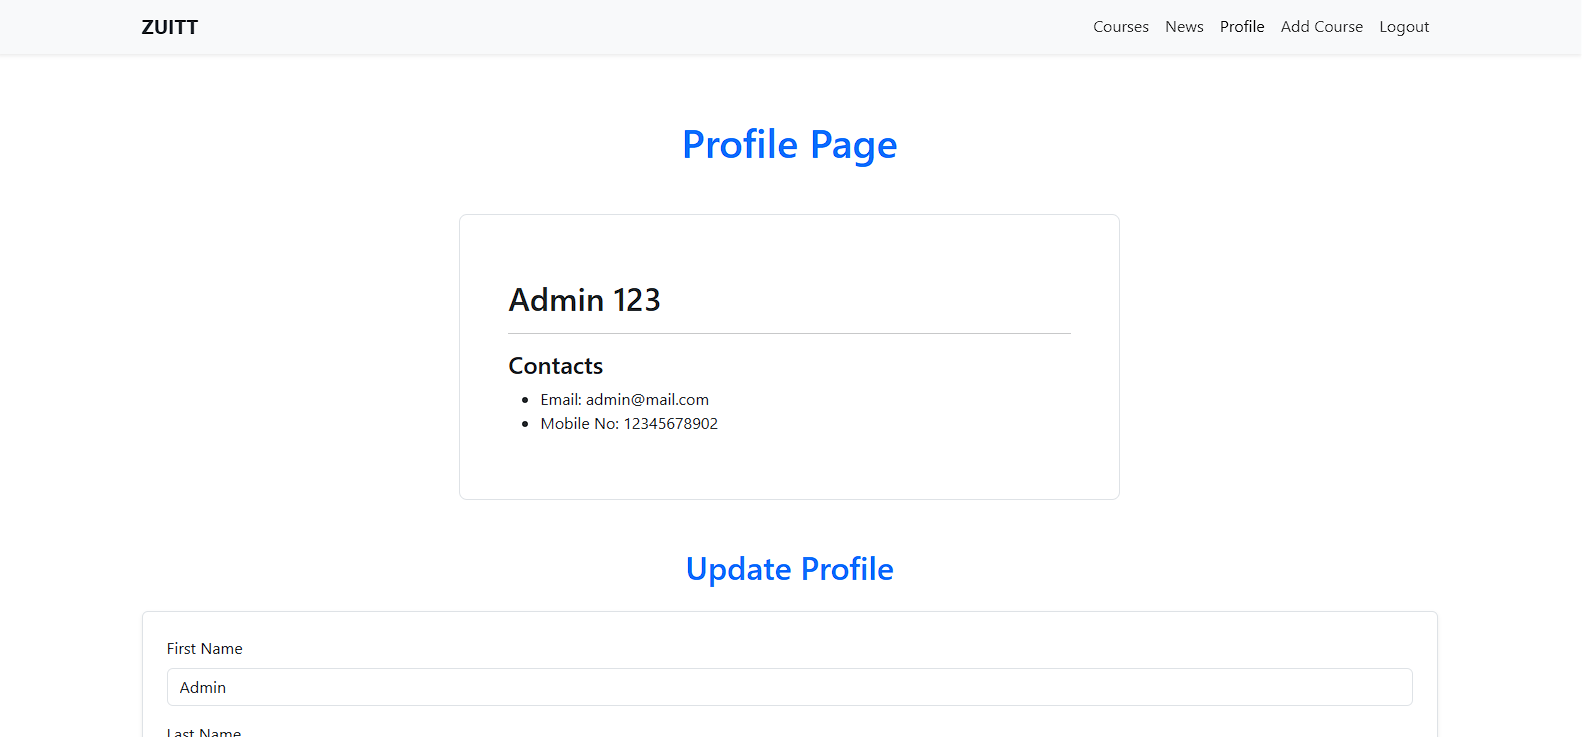 ZUITT
Courses News Profile Add Course Logout
Profile Page
Admin 123
Contacts
Email: admin@mail.com
Mobile No: 12345678902
Update Profile
First Name
Admin
Last Name